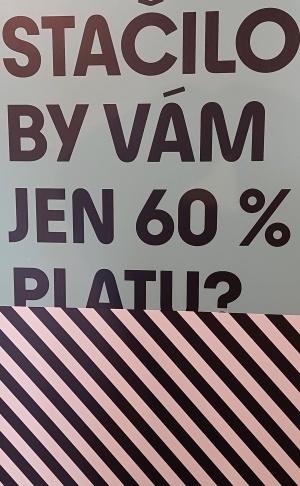 STAČILO
BY VÁM
JEN 60 %
PLATU?